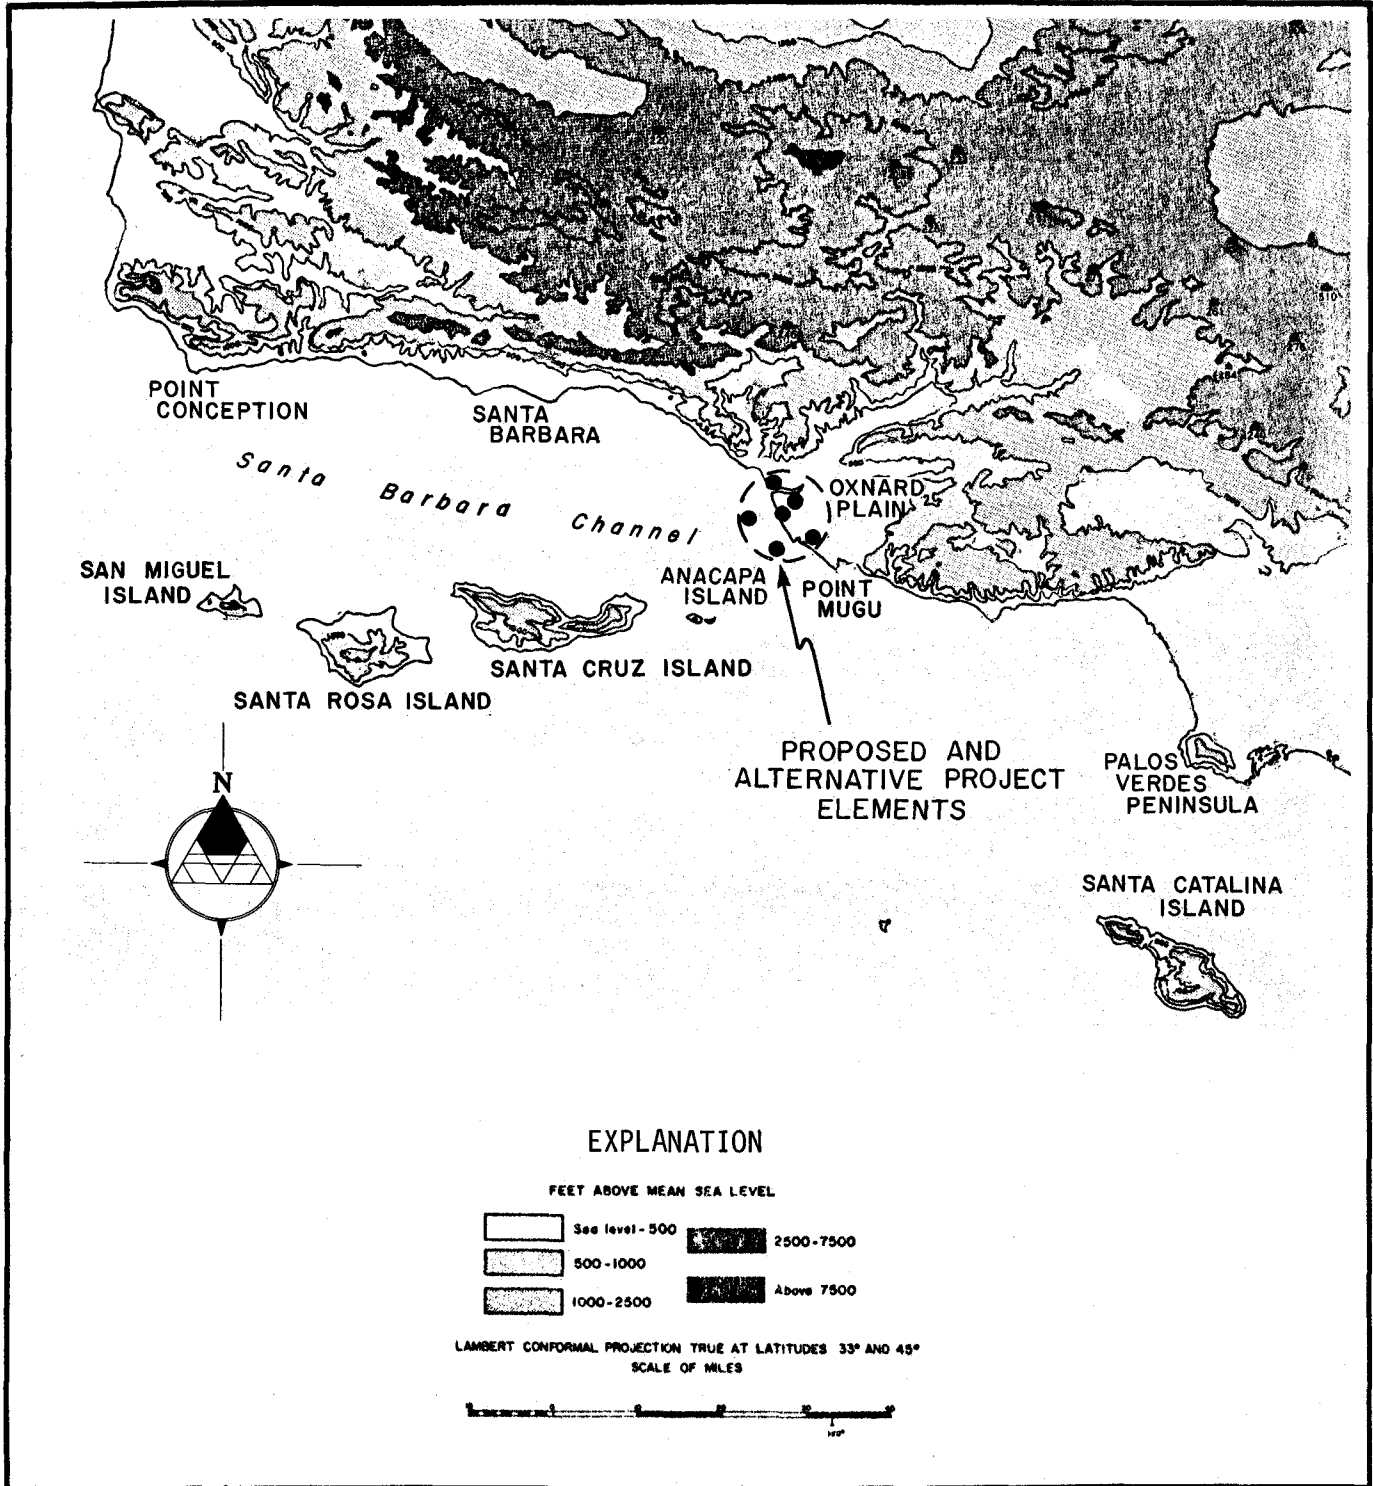 POINT
CONCEPTION
SANTA
BARBARA
Santa Barbara Channel
OXNARD
PLAIN
SAN MIGUEL
ISLAND
ANACAPA
ISLAND
POINT
MUGU
SANTA CRUZ ISLAND
SANTA ROSA ISLAND
PROPOSED AND
ALTERNATIVE PROJECT
ELEMENTS
PALOS
VERDES
PENINSULA
N
SANTA CATALINA
ISLAND
EXPLANATION
FEET ABOVE MEAN SEA LEVEL
Sea level - 500
500-1000
1000-2500
2500-7500
Above 7500
LAMBERT CONFORMAL PROJECTION TRUE AT LATITUDES 33° AND 45°
SCALE OF MILES